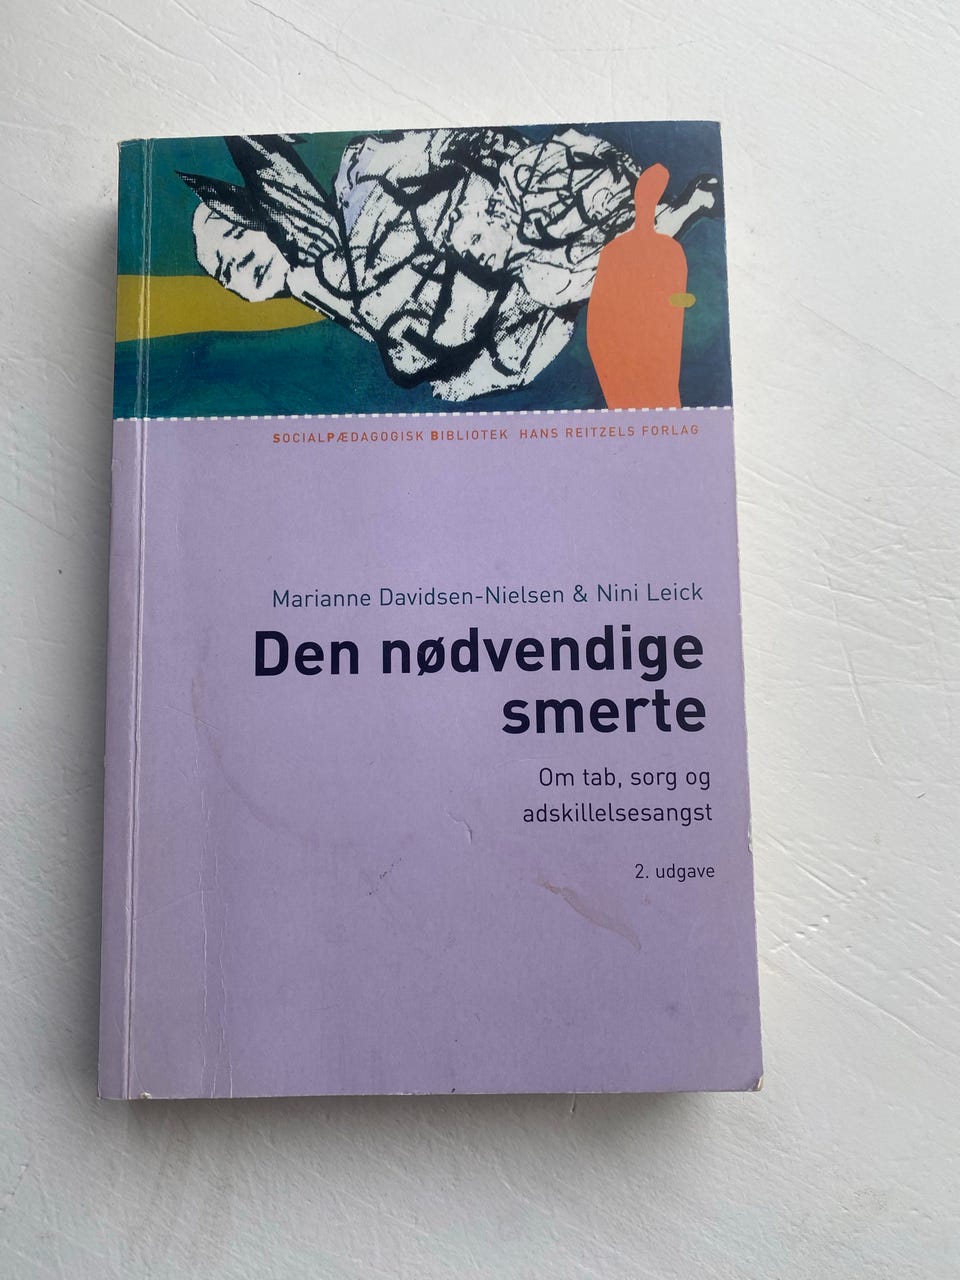 SOCIALPÆDAGOGISK BIBLIOTEK HANS REITZELS FORLAG
Marianne Davidsen-Nielsen & Nini Leick
Den nødvendige
smerte
Om tab, sorg og
adskillelsesangst
2. udgave